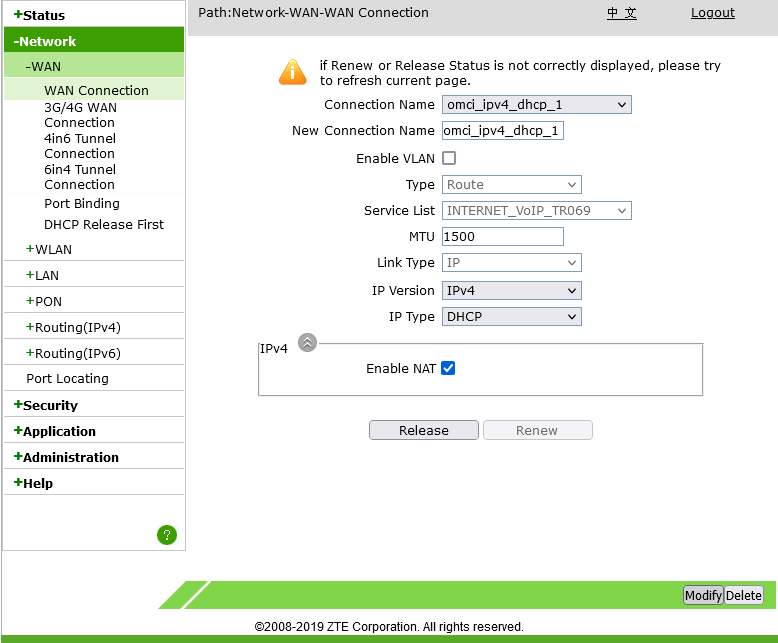 Path:Network-WAN-WAN Connection
中 文
Logout
+Status
-Network
-WAN
WAN Connection
3G/4G WAN
Connection
4in6 Tunnel
Connection
6in4 Tunnel
Connection
Port Binding
DHCP Release First
+WLAN
+LAN
+PON
+Routing(IPv4)
+Routing(IPv6)
Port Locating
+Security
+Application
+Administration
+Help
?
if Renew or Release Status is not correctly displayed, please try
to refresh current page.
Connection Name omci_ipv4_dhcp_1
New Connection Name omci_ipv4_dhcp_1
Enable VLAN
Type Route
Service List INTERNET_VoIP_TR069
MTU 1500
Link Type IP
IP Version IPv4
IP Type DHCP
IPv4
Enable NAT
Release Renew
Modify Delete
©2008-2019 ZTE Corporation. All rights reserved.